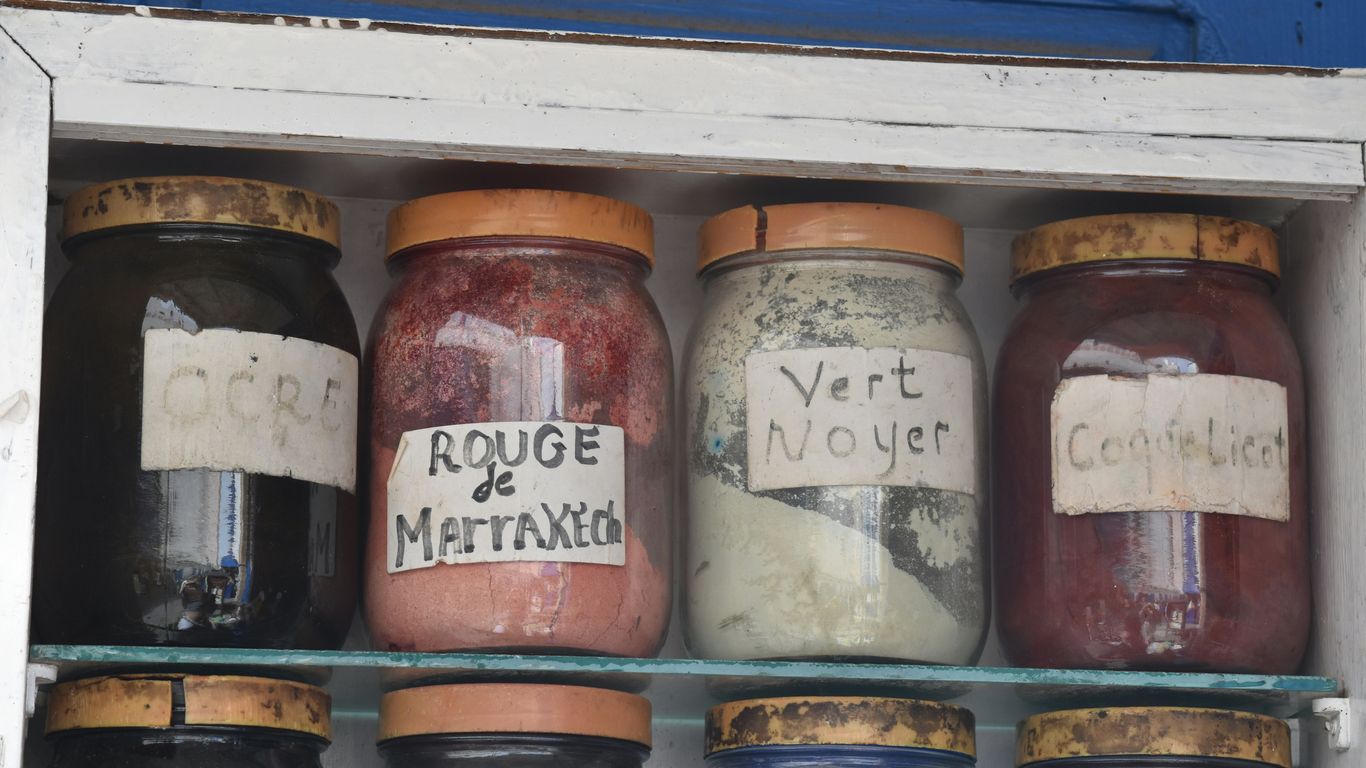 OCRE
ROUGE
de
MarraKEch
Vert
Noyer
Coquelicot